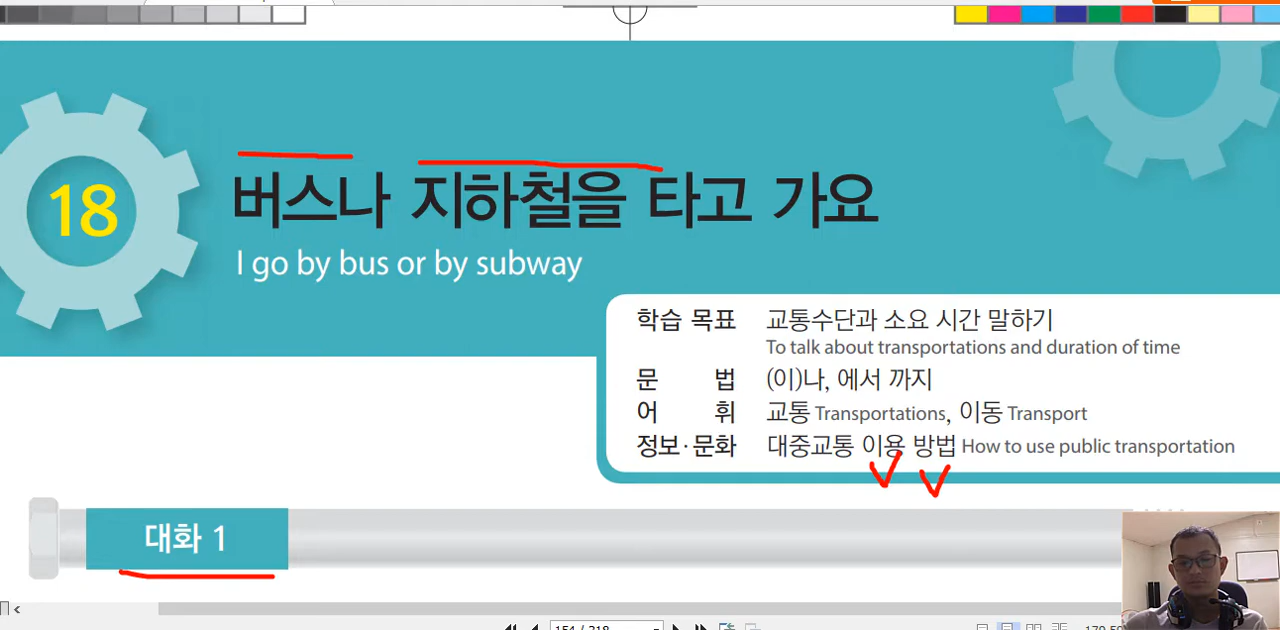 18
버스나 지하철을 타고 가요
I go by bus or by subway
학습 목표 교통수단과 소요 시간 말하기
To talk about transportations and duration of time
문 법 (이)나, 에서 까지
어 휘 교통 Transportations, 이동 Transport
정보·문화 대중교통 이용 방법 How to use public transportation
대화 1